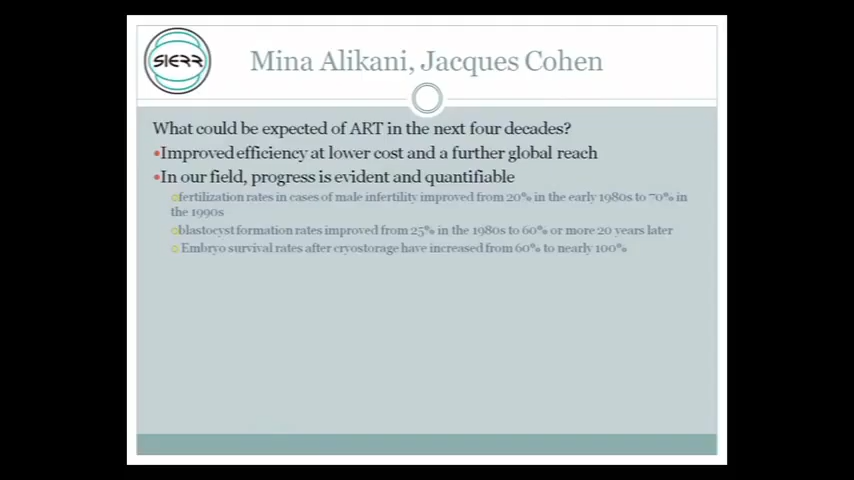 SIERR
Mina Alikani, Jacques Cohen
What could be expected of ART in the next four decades?
•Improved efficiency at lower cost and a further global reach
•In our field, progress is evident and quantifiable
○fertilization rates in cases of male infertility improved from 20% in the early 1980s to 70% in
the 1990s
○blastocyst formation rates improved from 25% in the 1980s to 60% or more 20 years later
○ Embryo survival rates after cryostorage have increased from 60% to nearly 100%